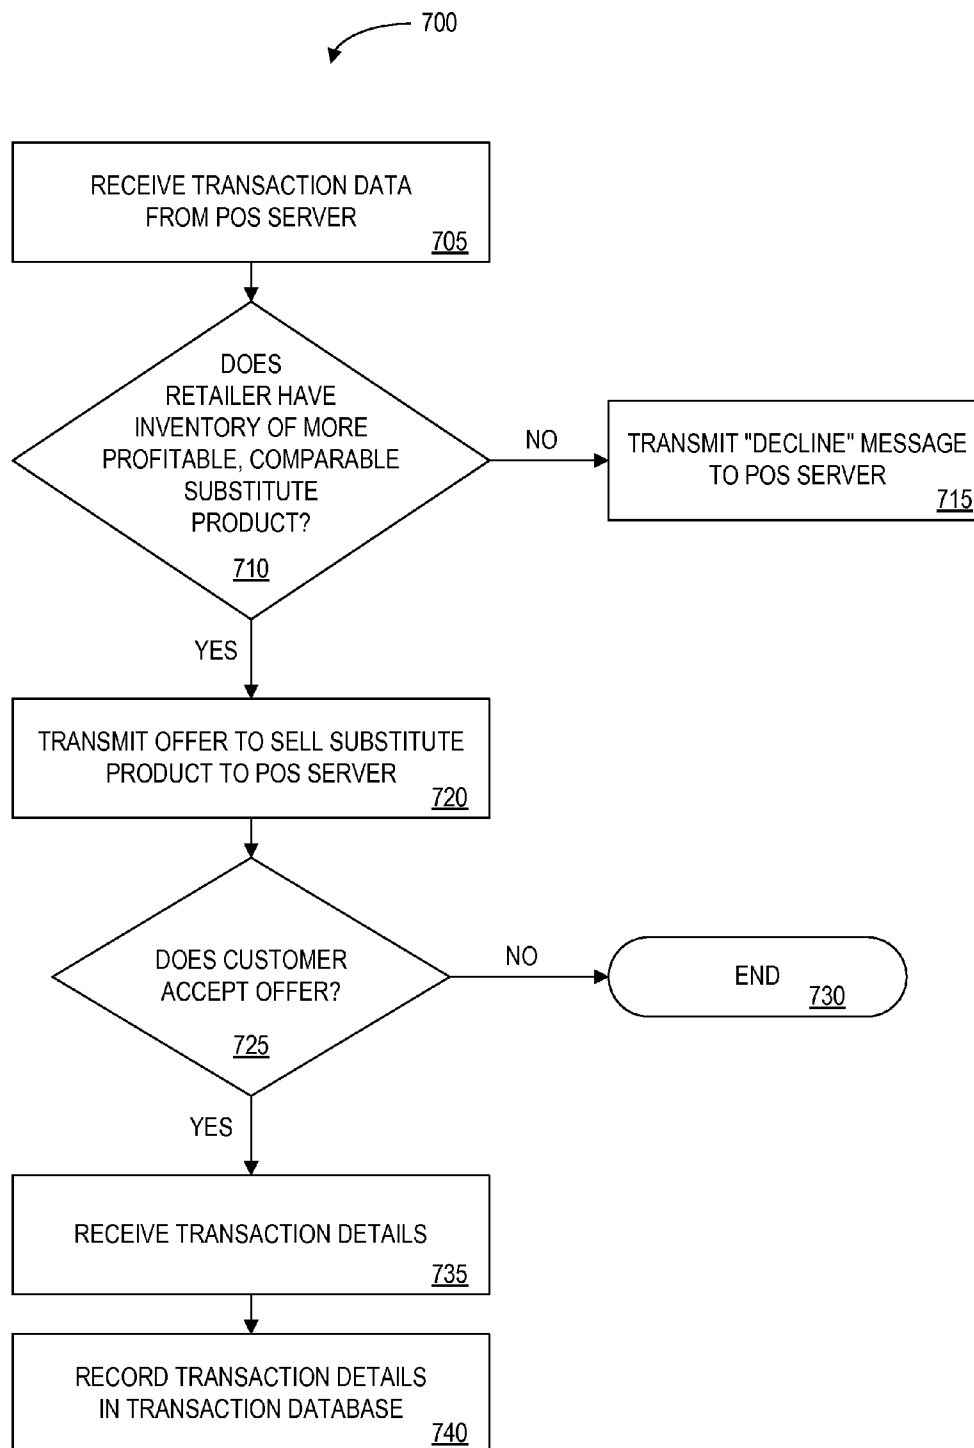 700
RECEIVE TRANSACTION DATA
FROM POS SERVER
705
DOES
RETAILER HAVE
INVENTORY OF MORE
PROFITABLE, COMPARABLE
SUBSTITUTE
PRODUCT?
710
NO
TRANSMIT "DECLINE" MESSAGE
TO POS SERVER
715
YES
TRANSMIT OFFER TO SELL SUBSTITUTE
PRODUCT TO POS SERVER
720
DOES CUSTOMER
ACCEPT OFFER?
725
NO
END
730
YES
RECEIVE TRANSACTION DETAILS
735
RECORD TRANSACTION DETAILS
IN TRANSACTION DATABASE
740